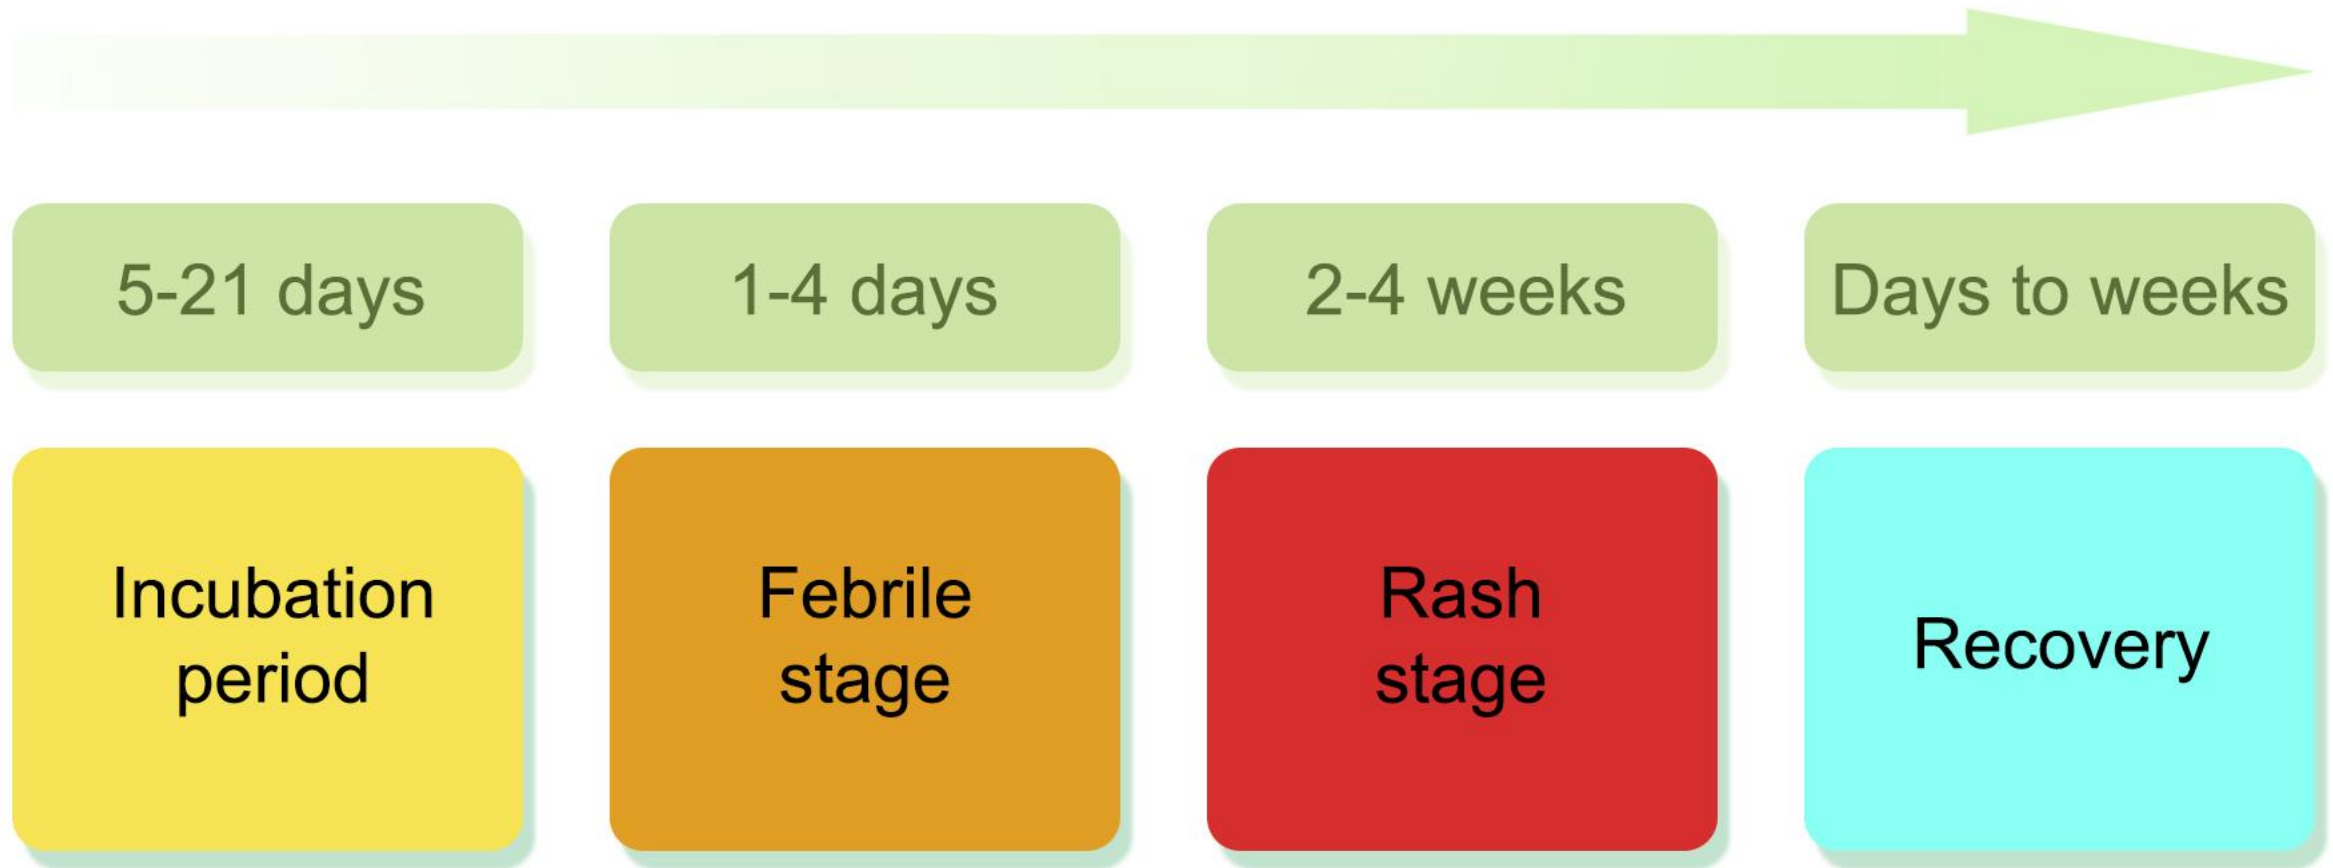 5-21 days
1-4 days
2-4 weeks
Days to weeks
Incubation
period
Febrile
stage
Rash
stage
Recovery